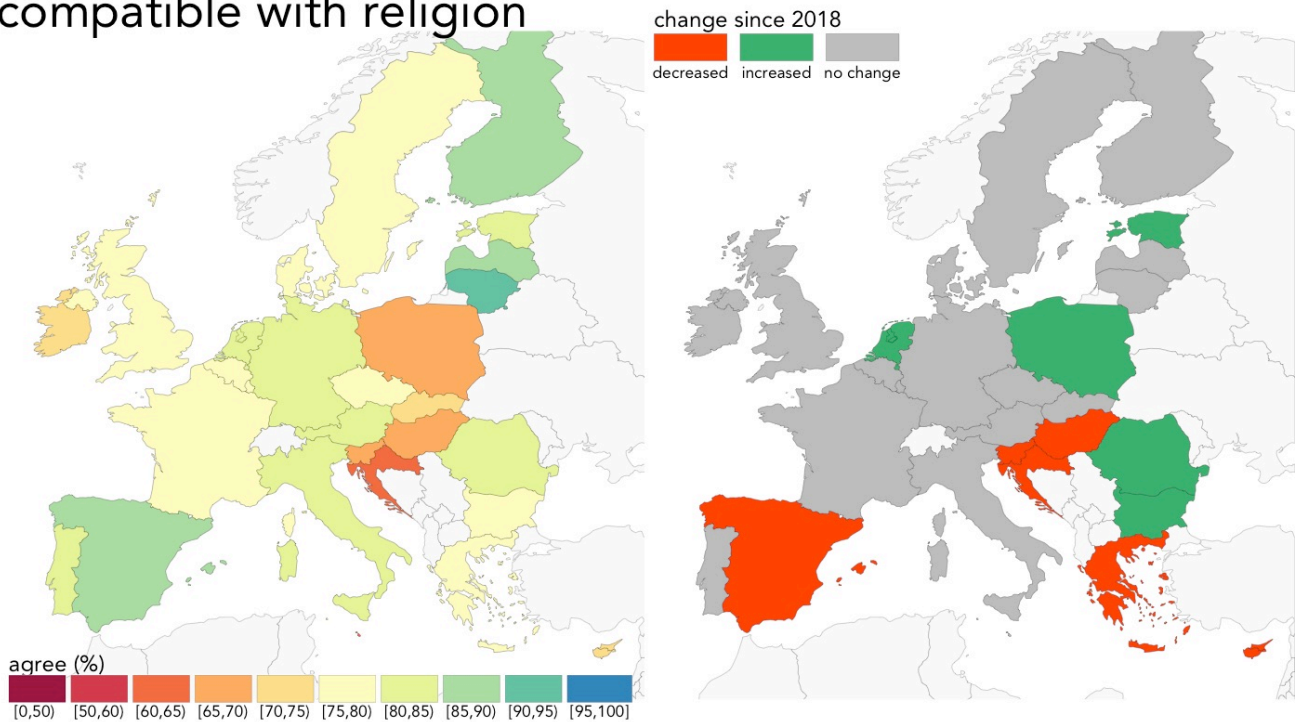 compatible with religion
change since 2018
decreased increased no change
agree (%)
[0,50) [50,60) [60,65) [65,70) [70,75) [75,80) [80,85) [85,90) [90,95) [95,100]